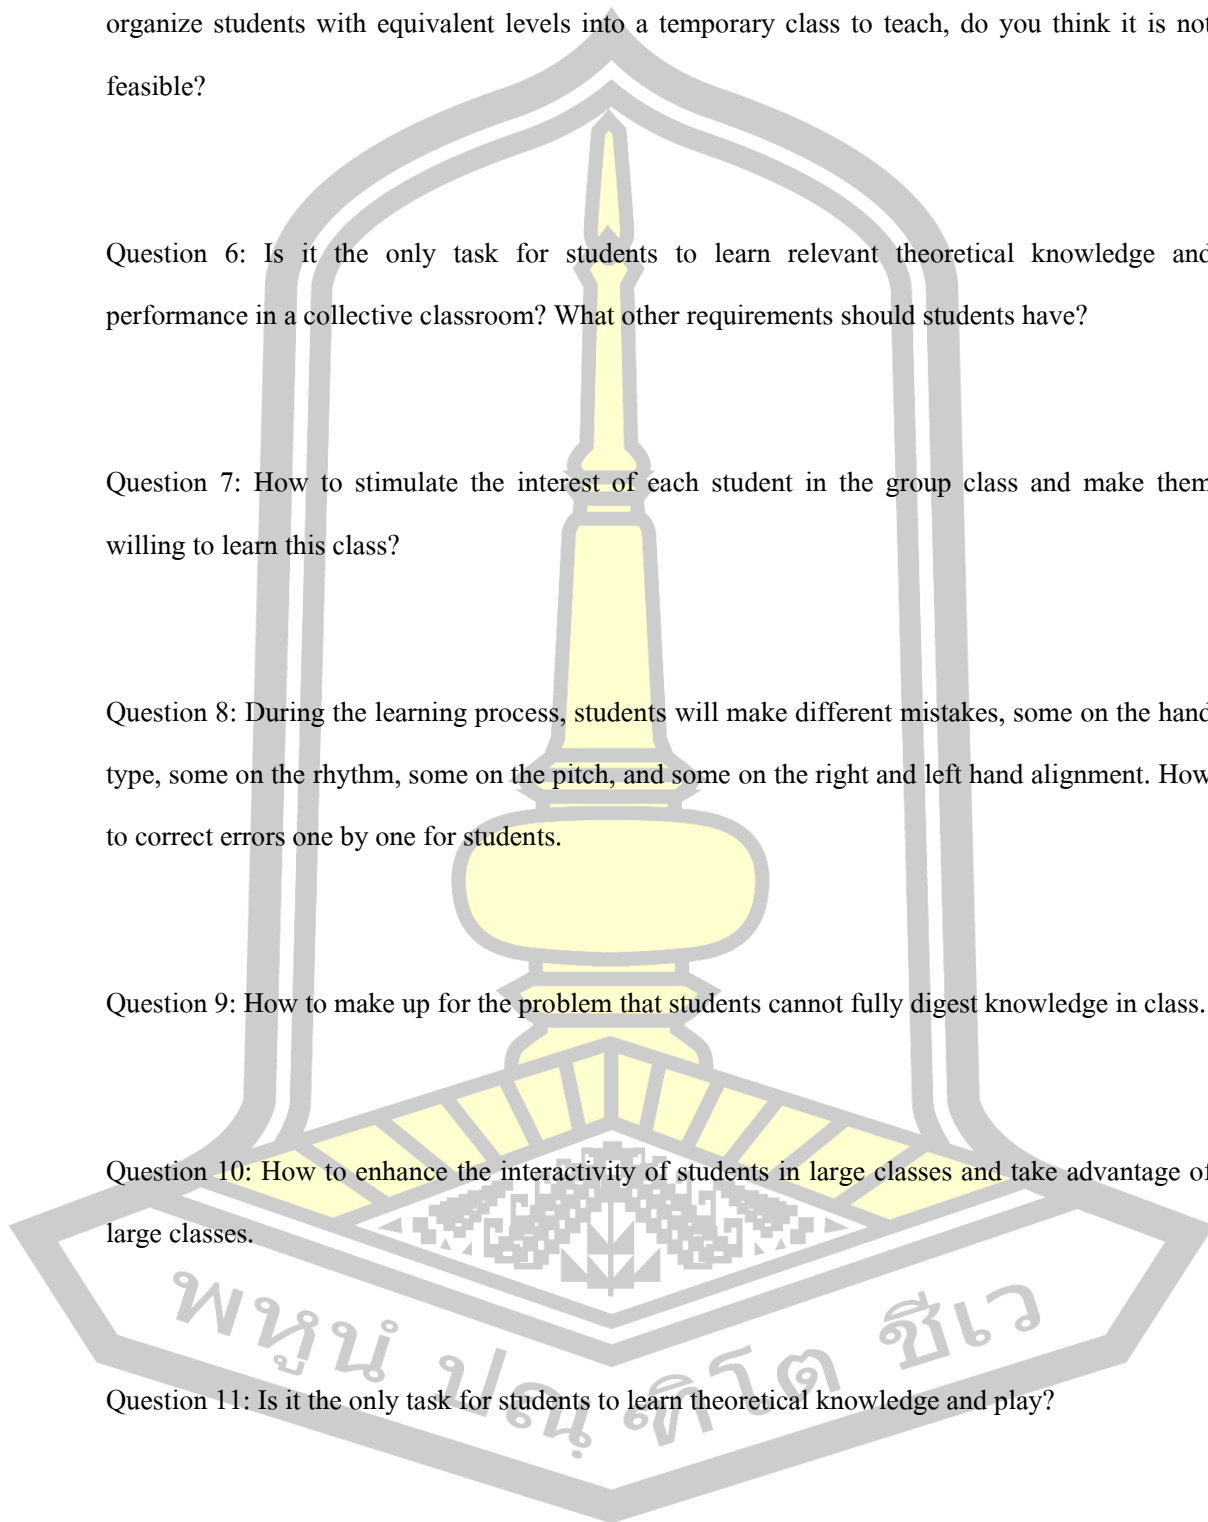 organize students with equivalent levels into a temporary class to teach, do you think it is not
feasible?
Question 6: Is it the only task for students to learn relevant theoretical knowledge and
performance in a collective classroom? What other requirements should students have?
Question 7: How to stimulate the interest of each student in the group class and make them
willing to learn this class?
Question 8: During the learning process, students will make different mistakes, some on the hand
type, some on the rhythm, some on the pitch, and some on the right and left hand alignment. How
to correct errors one by one for students.
Question 9: How to make up for the problem that students cannot fully digest knowledge in class.
Question 10: How to enhance the interactivity of students in large classes and take advantage of
large classes.
พหูนํ ปณฺฑิโต ชีเว
Question 11: Is it the only task for students to learn theoretical knowledge and play?